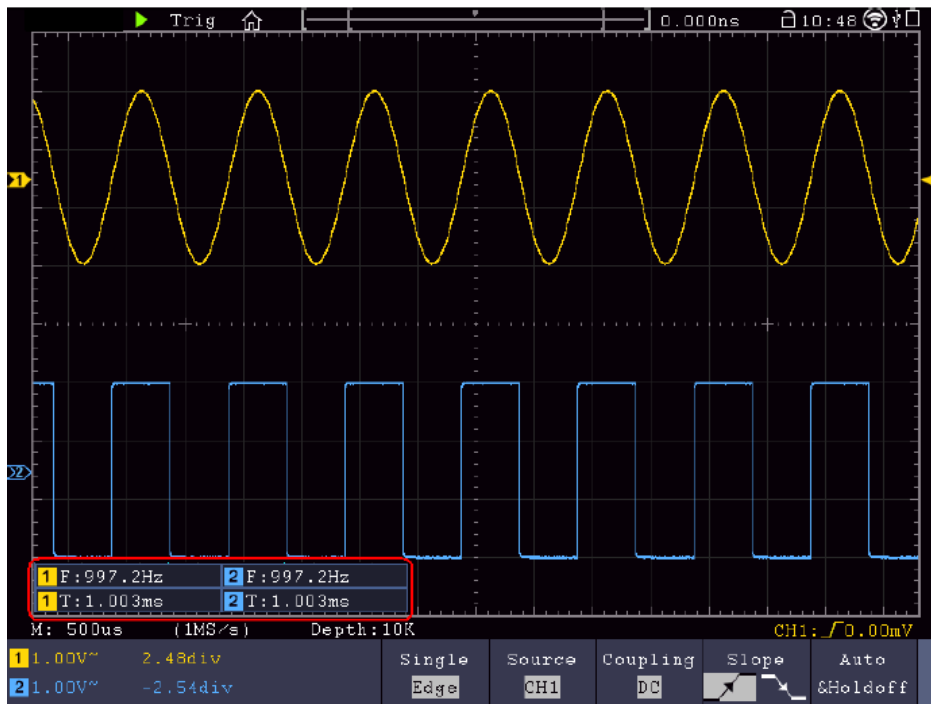 Trig 0.000ns 10:48
1
2
1 F:997.2Hz 2 F:997.2Hz
1 T:1.003ms 2 T:1.003ms
M: 500us (1MS/s) Depth:10K CH1: 0.00mV
1 1.00V~ 2.48div Single Source Coupling Slope Auto
2 1.00V~ -2.54div Edge CH1 DC &Holdoff